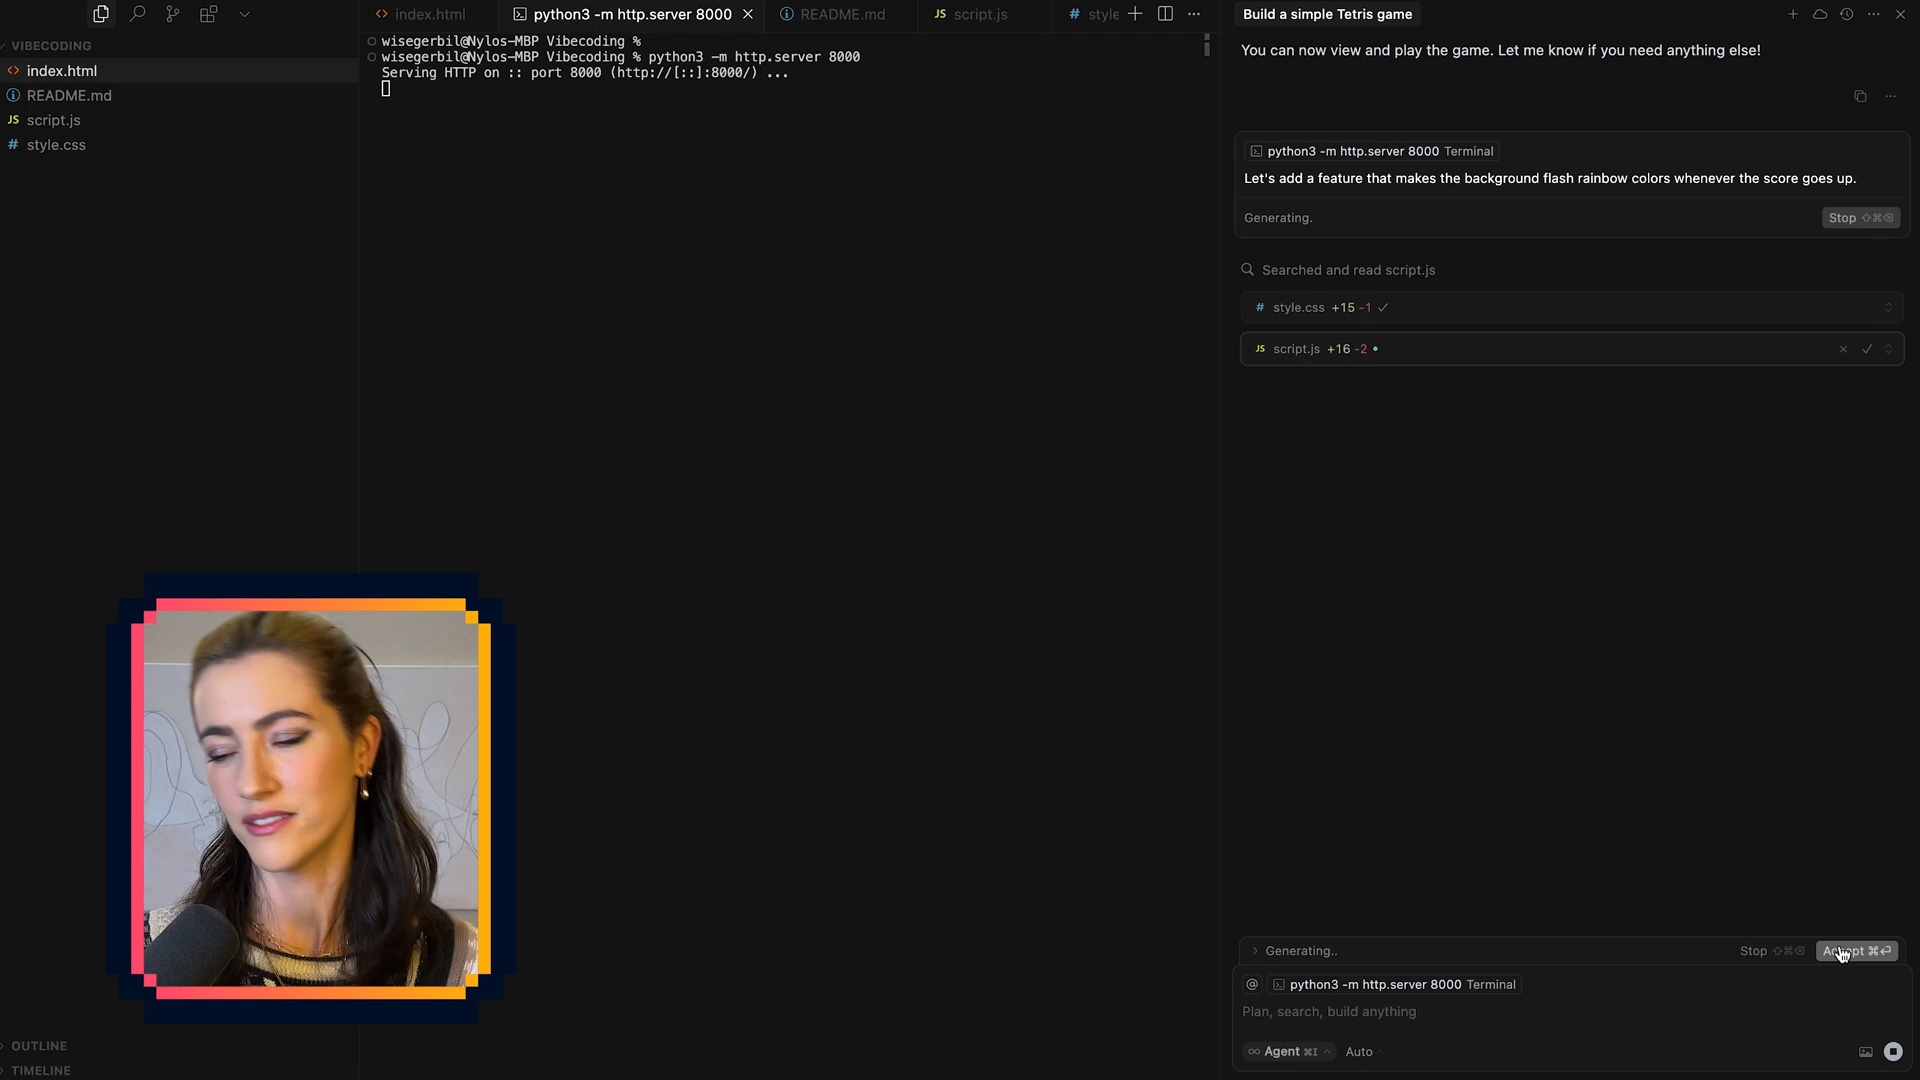 index.html
python3 -m http.server 8000
README.md
script.js
style
Build a simple Tetris game
VIBECODING
index.html
README.md
script.js
style.css
wisegerbil@Nylos-MBP Vibecoding %
wisegerbil@Nylos-MBP Vibecoding % python3 -m http.server 8000
Serving HTTP on :: port 8000 (http://[::]:8000/) ...
You can now view and play the game. Let me know if you need anything else!
python3 -m http.server 8000 Terminal
Let's add a feature that makes the background flash rainbow colors whenever the score goes up.
Generating.
Stop ⇧⌘⌫
Searched and read script.js
# style.css +15 -1
JS script.js +16 -2
Generating..
Stop ⇧⌘⌫
⌘⏎
@ python3 -m http.server 8000 Terminal
Plan, search, build anything
Agent ⌘I
Auto
OUTLINE
TIMELINE